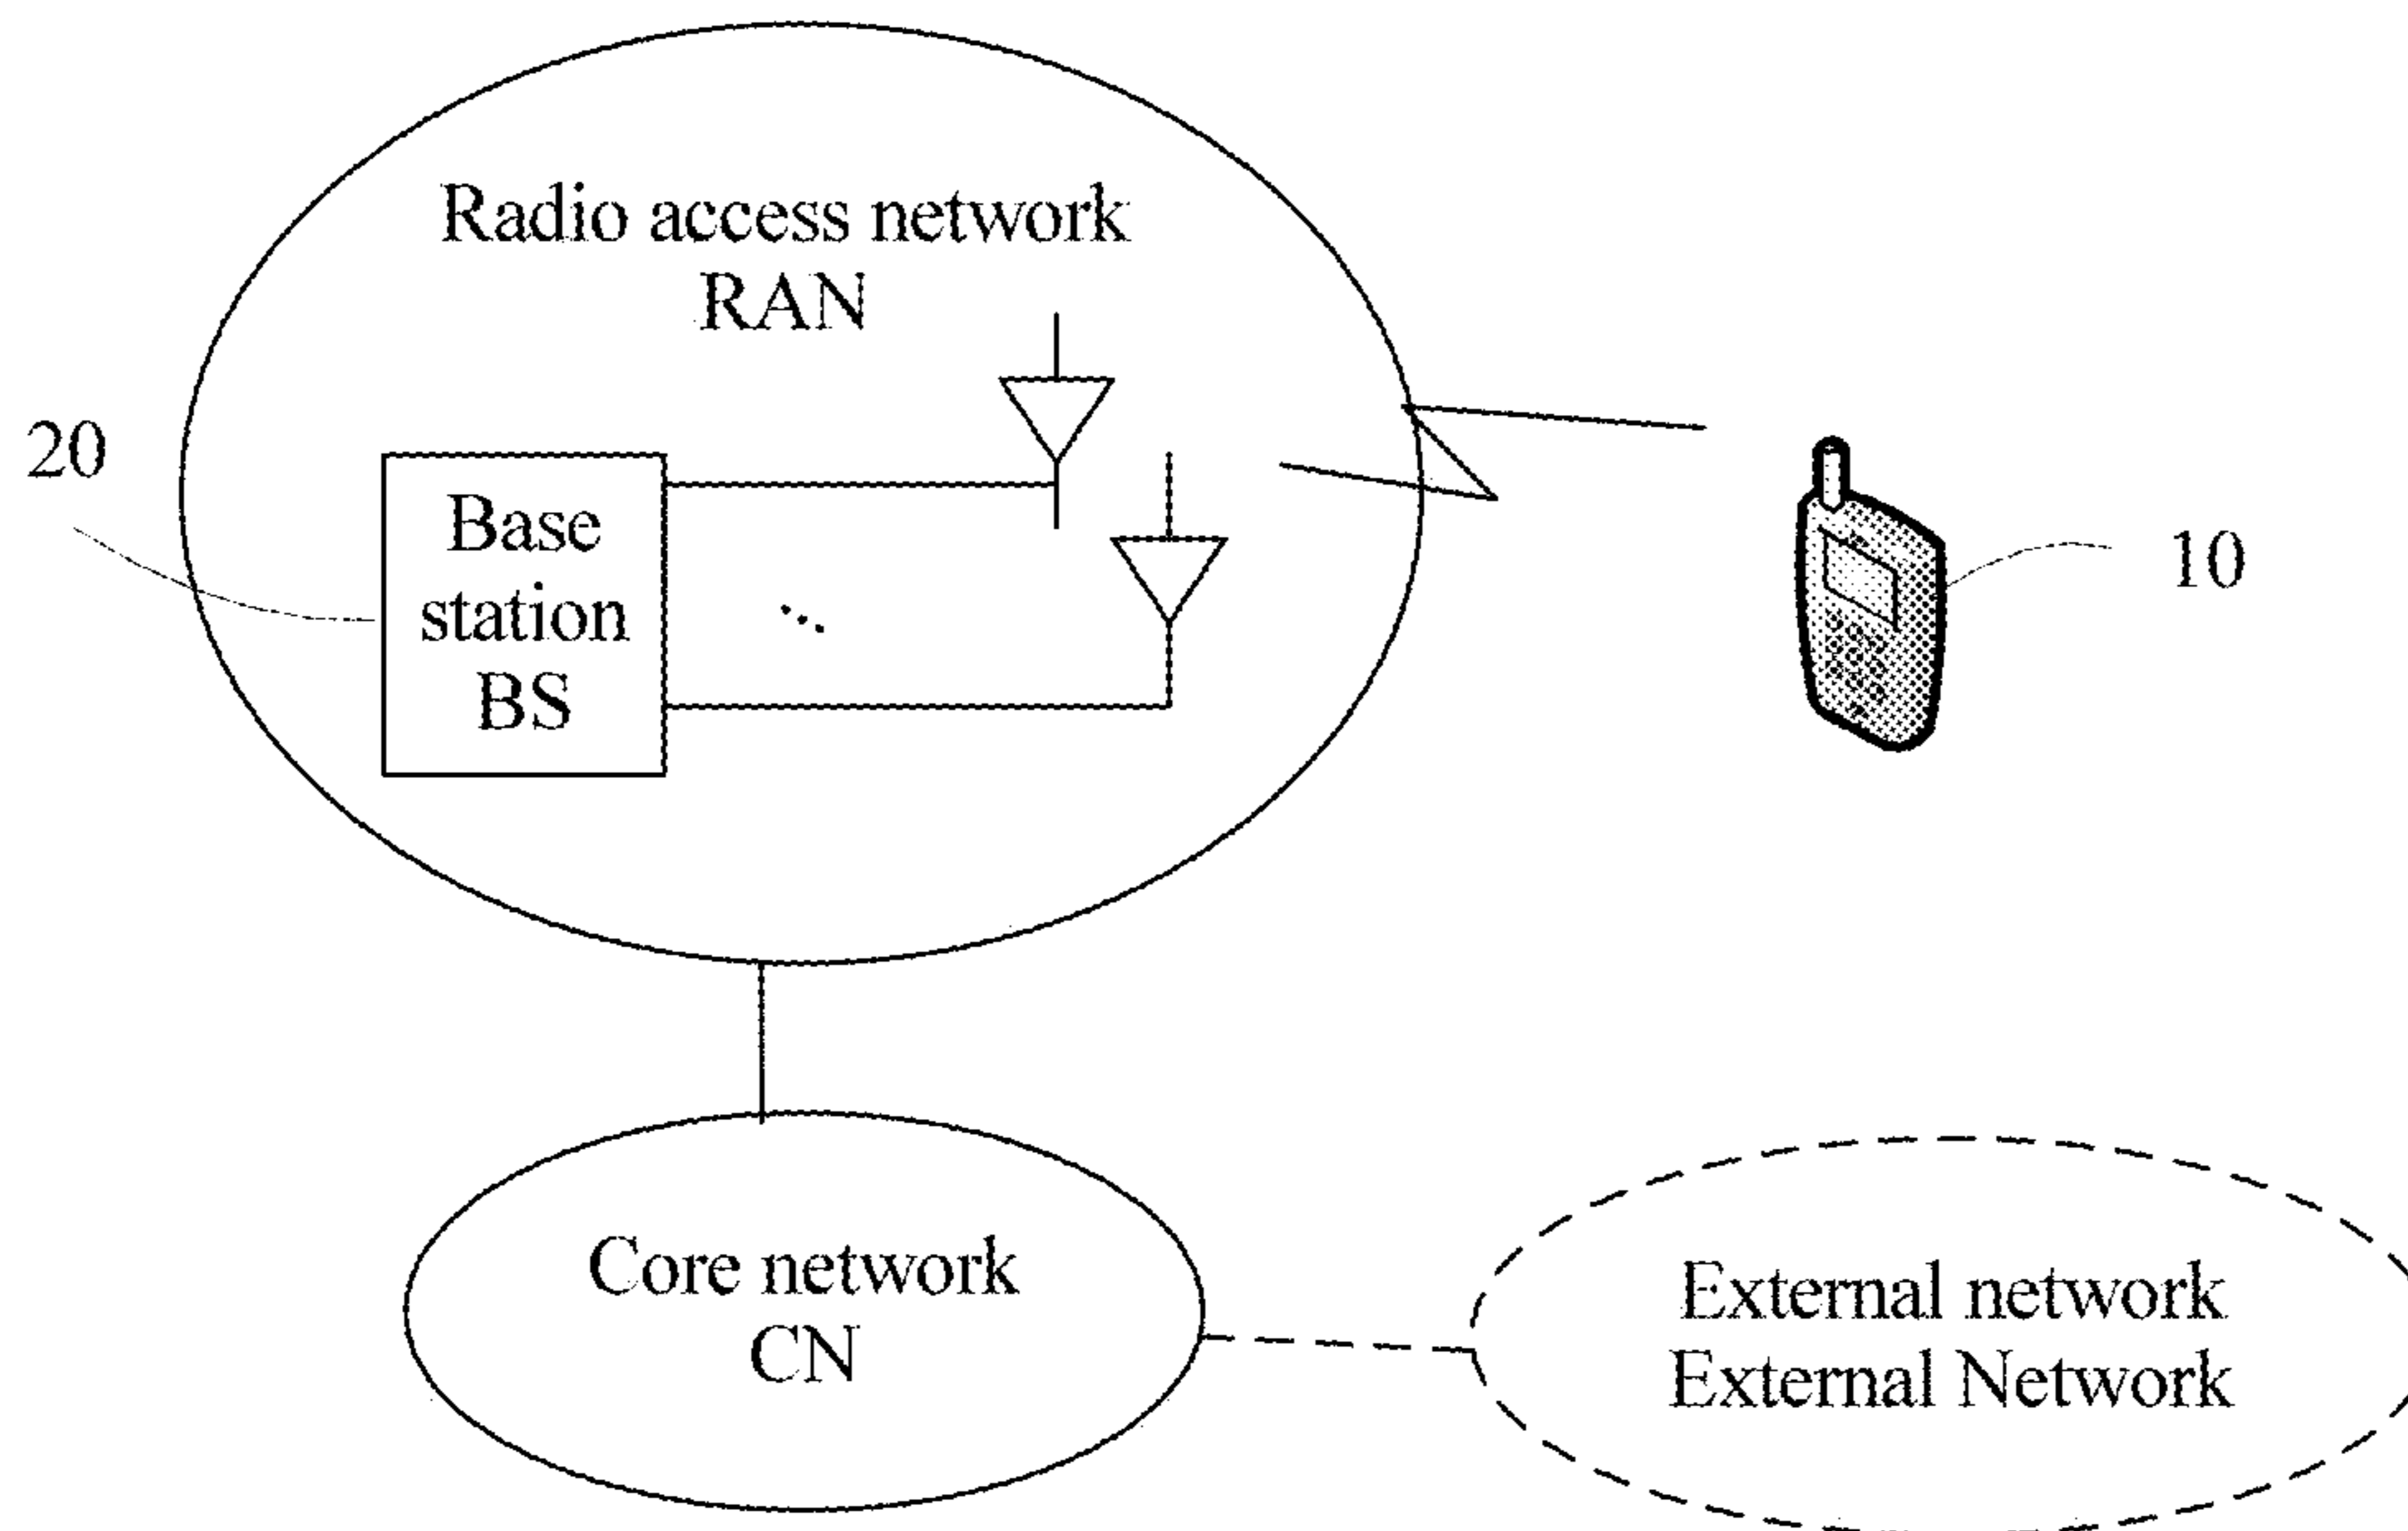 Radio access network
RAN
20
Base
station
BS
10
Core network
CN
External network
External Network